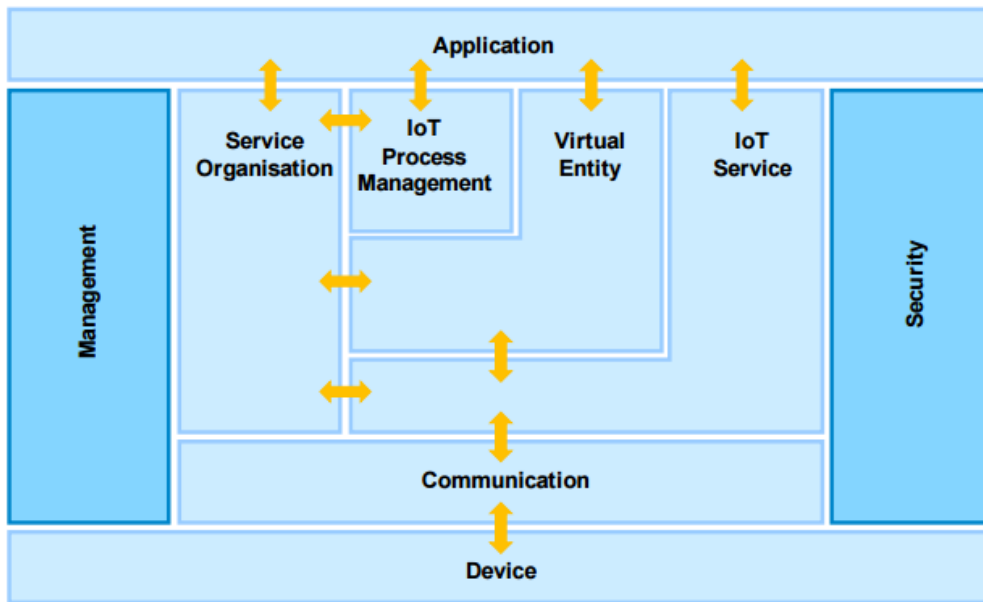 Application
Service
Organisation
IoT
Process
Management
Virtual
Entity
IoT
Service
Management
Security
Communication
Device